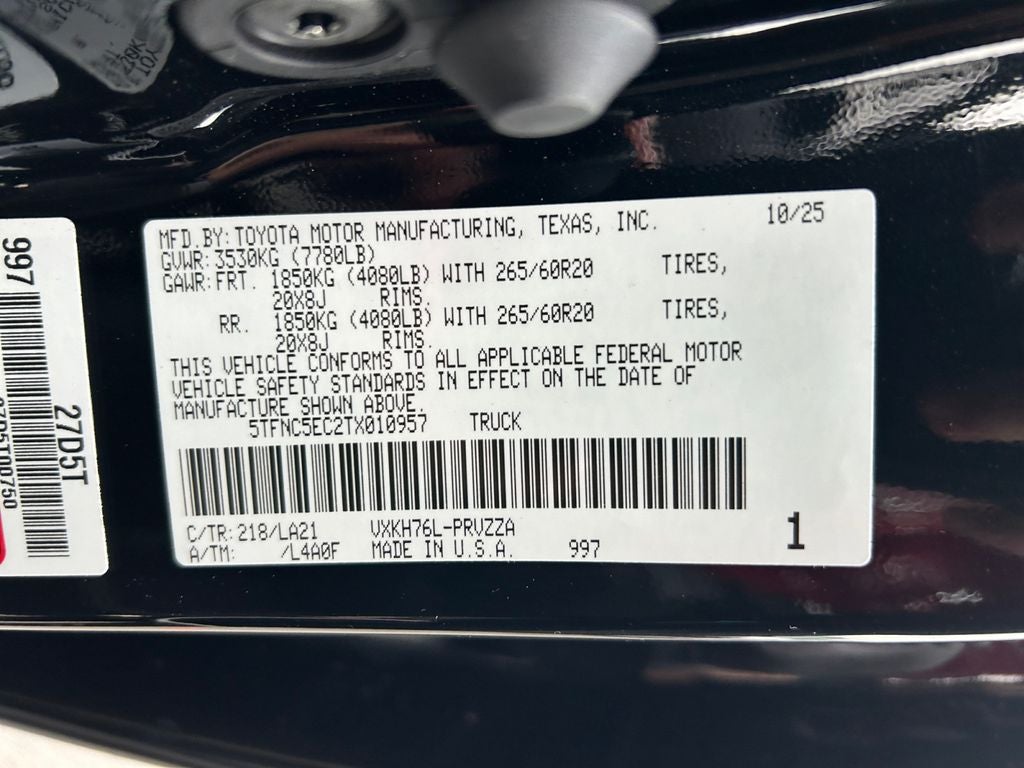 MFD.BY:TOYOTA MOTOR MANUFACTURING, TEXAS, INC. 10/25
GVWR:3530KG (7780LB)
GAWR:FRT. 1850KG (4080LB) WITH 265/60R20 TIRES,
20X8J RIMS.
RR. 1850KG (4080LB) WITH 265/60R20 TIRES,
20X8J RIMS.
THIS VEHICLE CONFORMS TO ALL APPLICABLE FEDERAL MOTOR
VEHICLE SAFETY STANDARDS IN EFFECT ON THE DATE OF
MANUFACTURE SHOWN ABOVE.
5TFNC5EC2TX010957 TRUCK
C/TR:218/LA21 VXKH76L-PRVZZA
A/TM: /L4A0F MADE IN U.S.A. 997
1
997
27D5T